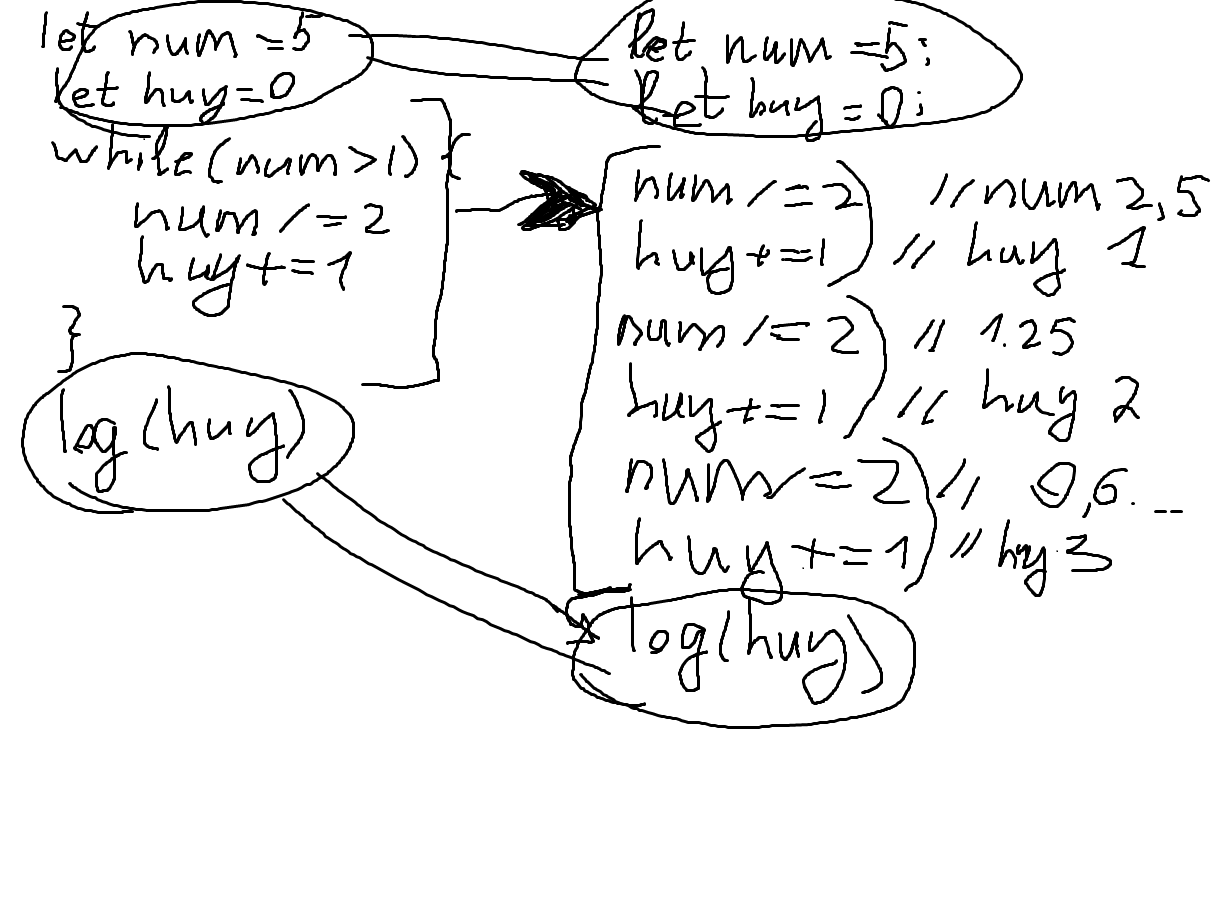 let num = 5
let huy = 0
while (num > 1) {
num /= 2
huy += 1
}
log (huy)
let num = 5;
let huy = 0;
num /= 2 // num 2,5
huy += 1 // huy 1
num /= 2 // 1.25
huy += 1 // huy 2
num /= 2 // 0,6...
huy += 1 // huy 3
log (huy)